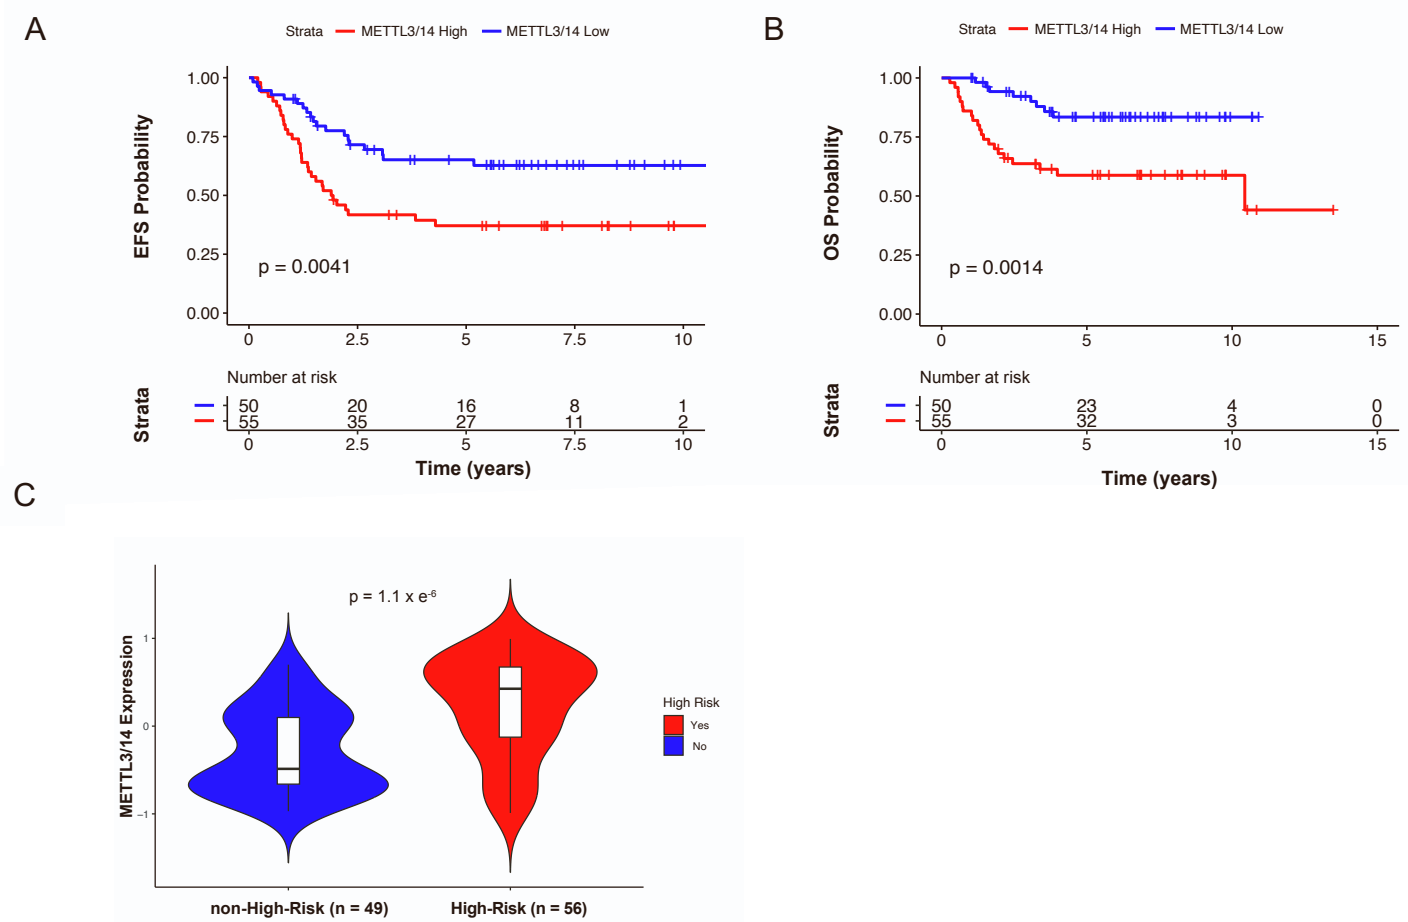 A
Strata METTL3/14 High METTL3/14 Low
EFS Probability
1.00
0.75
0.50
0.25
0.00
p = 0.0041
0 2.5 5 7.5 10
Number at risk
Strata
50 20 16 8 1
55 35 27 11 2
0 2.5 5 7.5 10
Time (years)
B
Strata METTL3/14 High METTL3/14 Low
OS Probability
1.00
0.75
0.50
0.25
0.00
p = 0.0014
0 5 10 15
Number at risk
Strata
50 23 4 0
55 32 3 0
0 5 10 15
Time (years)
C
METTL3/14 Expression
1
0
−1
p = 1.1 x e⁻⁶
High Risk
Yes
No
non-High-Risk (n = 49) High-Risk (n = 56)